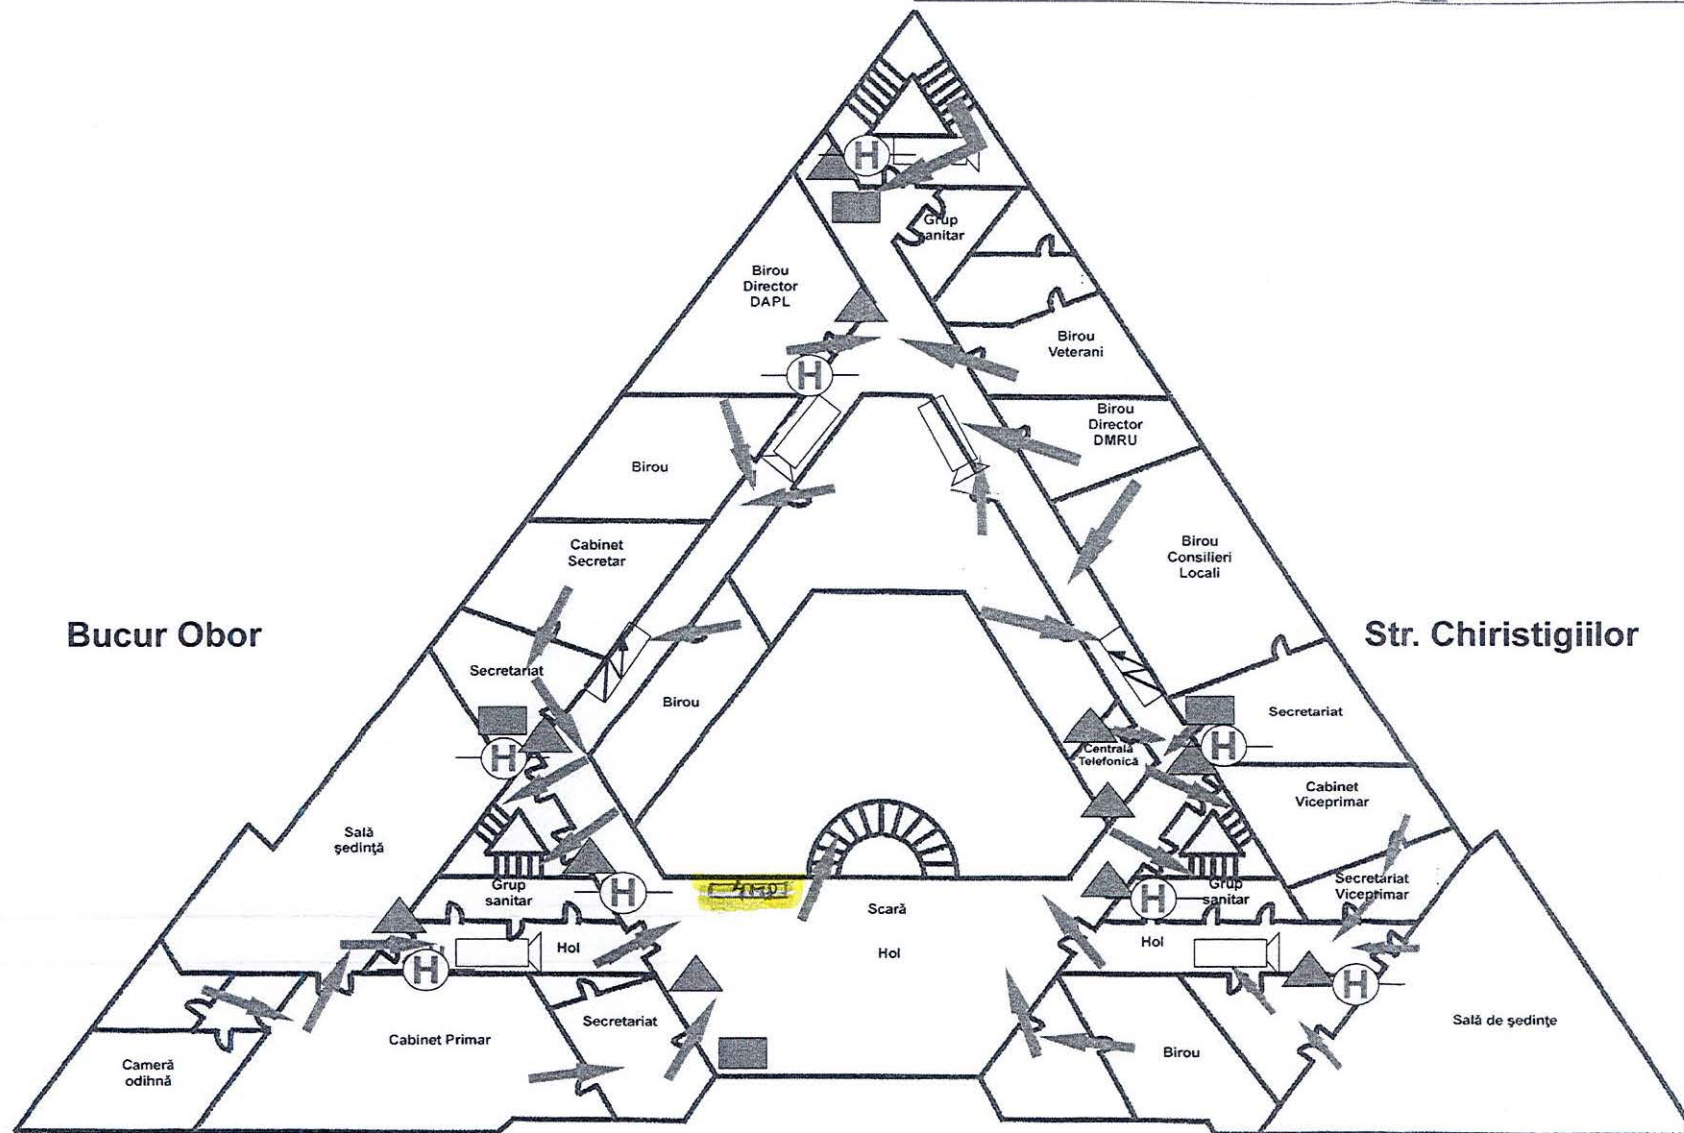 H
Grup
sanitar
Birou
Director
DAPL
Birou
Veterani
H
Birou
Director
DMRU
Birou
Cabinet
Secretar
Birou
Consilieri
Locali
Bucur Obor
Str. Chiristigiilor
Secretariat
Birou
Secretariat
H
H
Centrală
Telefonică
Cabinet
Viceprimar
Sală
şedinţă
Grup
sanitar
H
Scară
H
Grup
sanitar
Secretariat
Viceptimar
Hol
Hol
Hol
H
H
Secretariat
Cabinet Primar
Sală de şedinţe
Birou
Cameră
odihnă